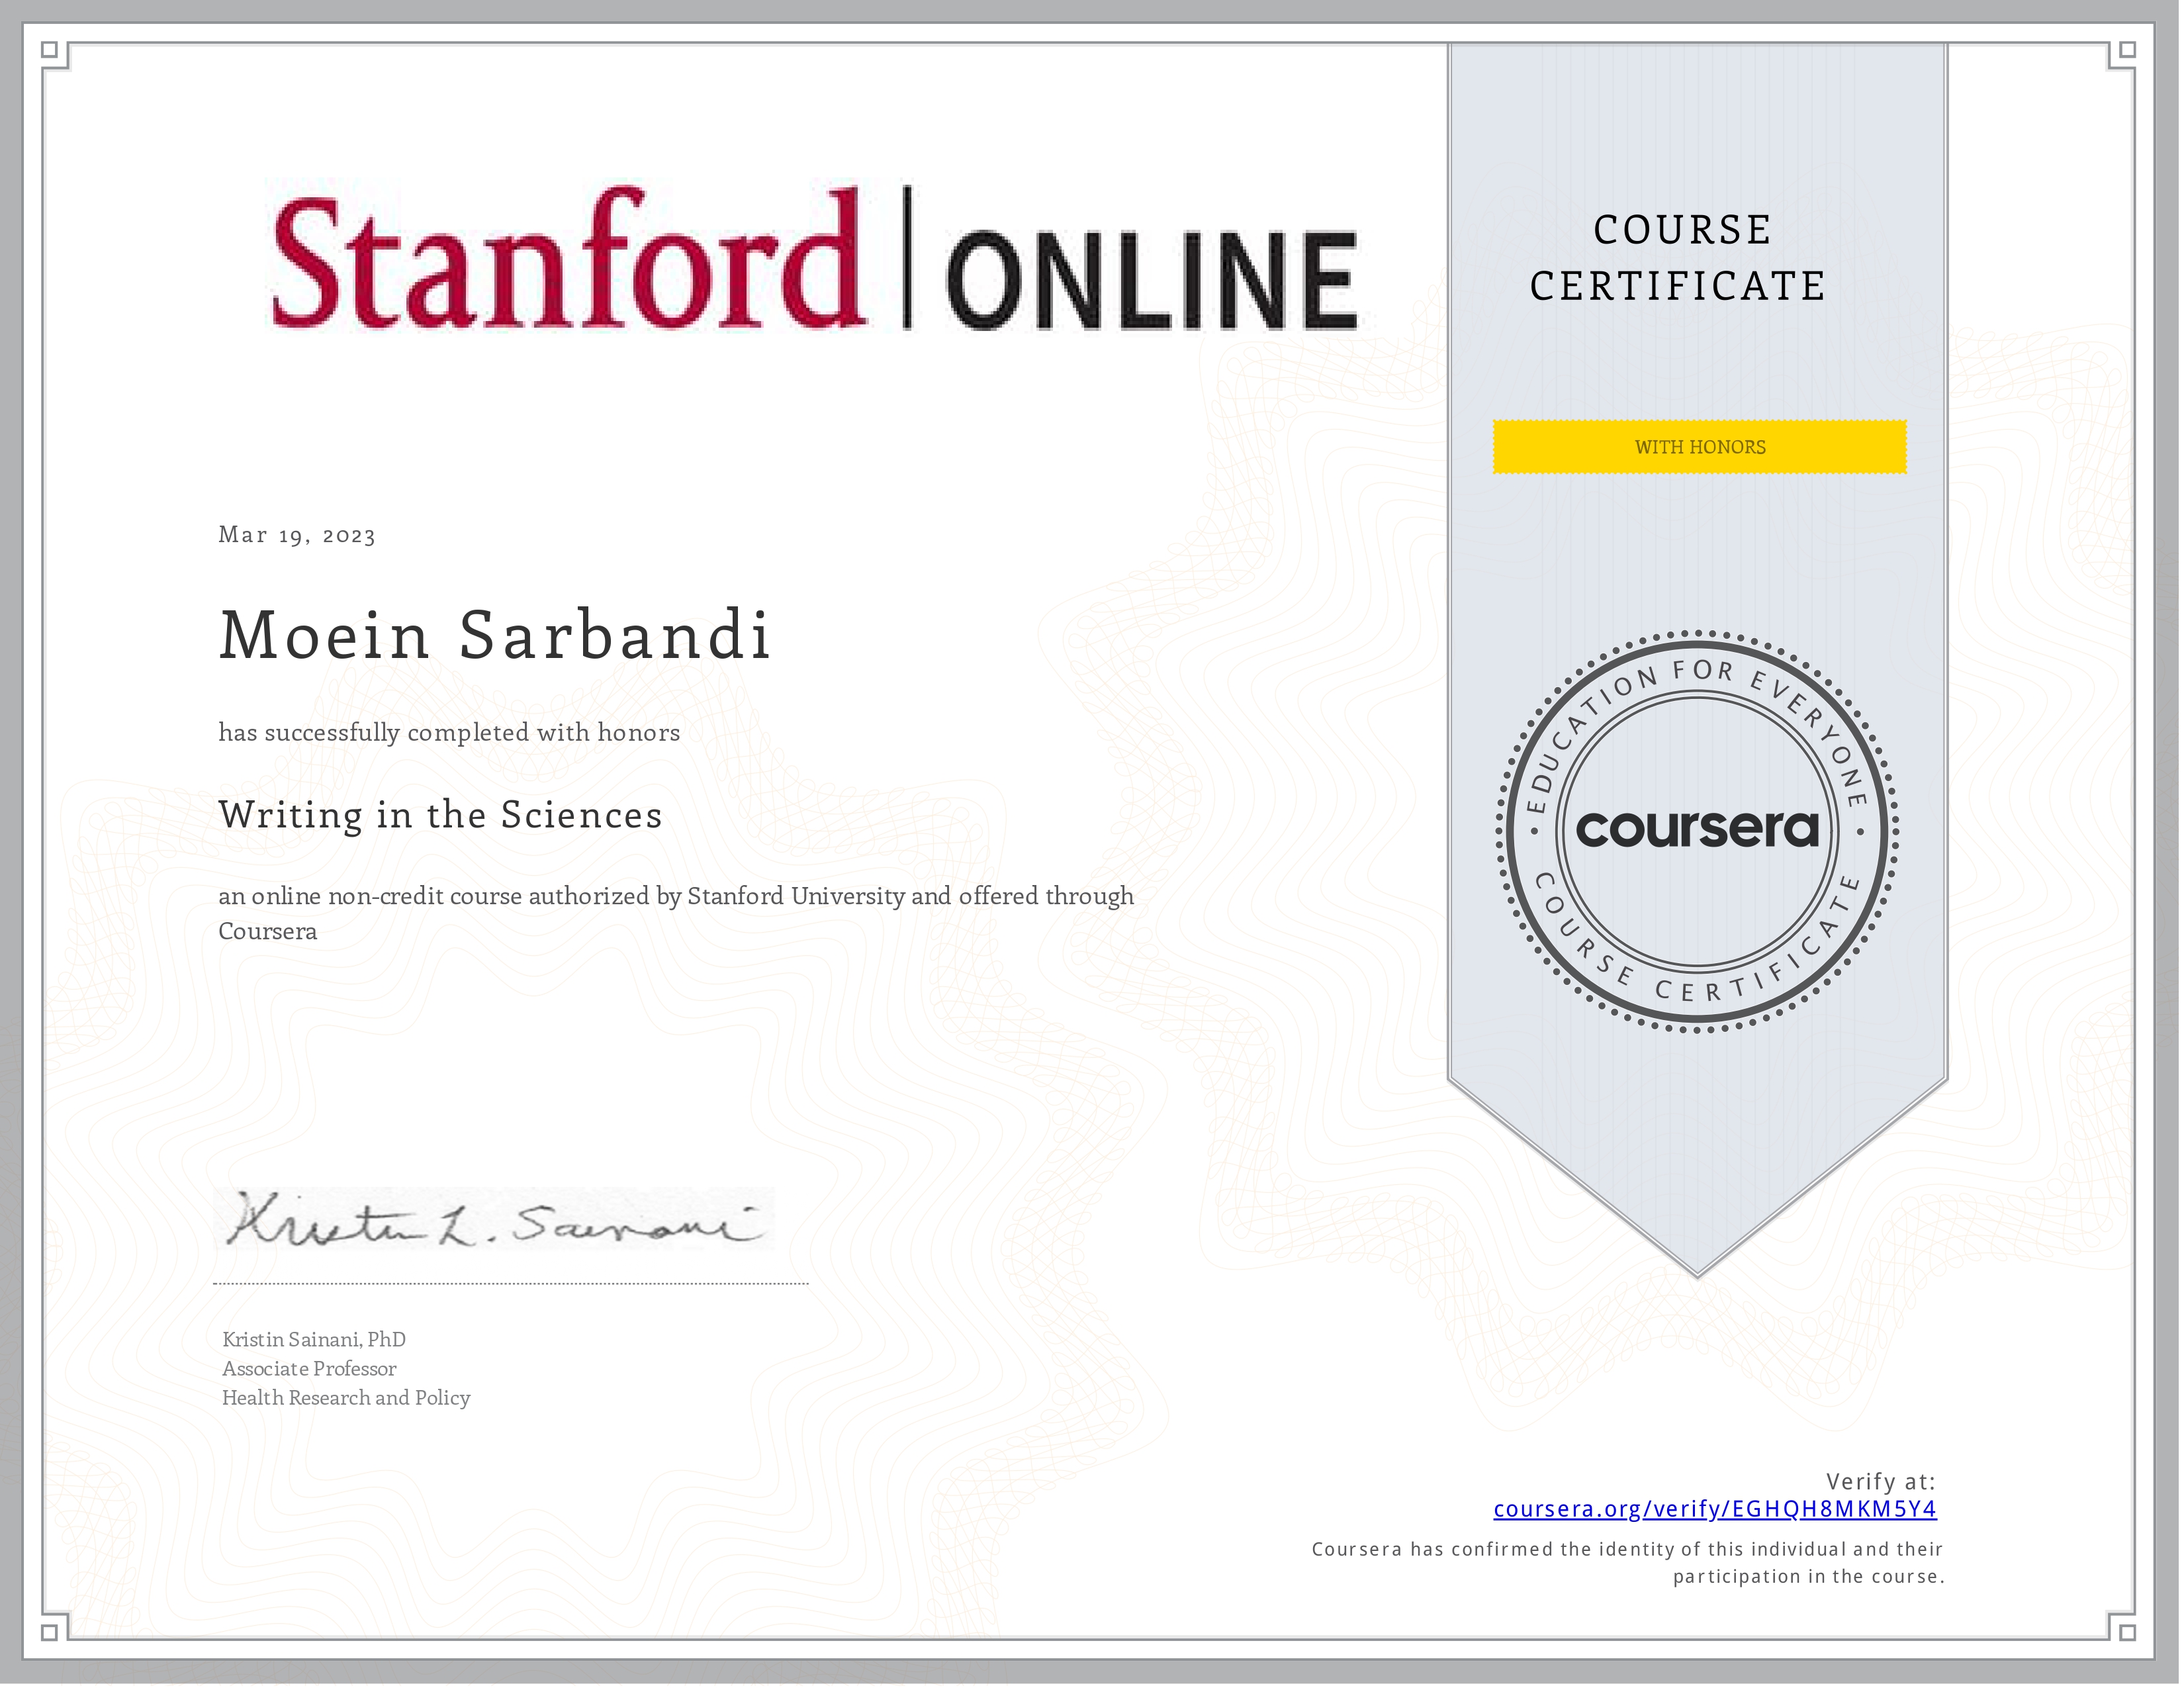 Stanford | ONLINE
COURSE
CERTIFICATE
WITH HONORS
Mar 19, 2023
Moein Sarbandi
has successfully completed with honors
Writing in the Sciences
an online non-credit course authorized by Stanford University and offered through
Coursera
EDUCATION FOR EVERYONE
coursera
COURSE CERTIFICATE
Kristin L. Sainani
Kristin Sainani, PhD
Associate Professor
Health Research and Policy
Verify at:
coursera.org/verify/EGHQH8MKM5Y4
Coursera has confirmed the identity of this individual and their
participation in the course.